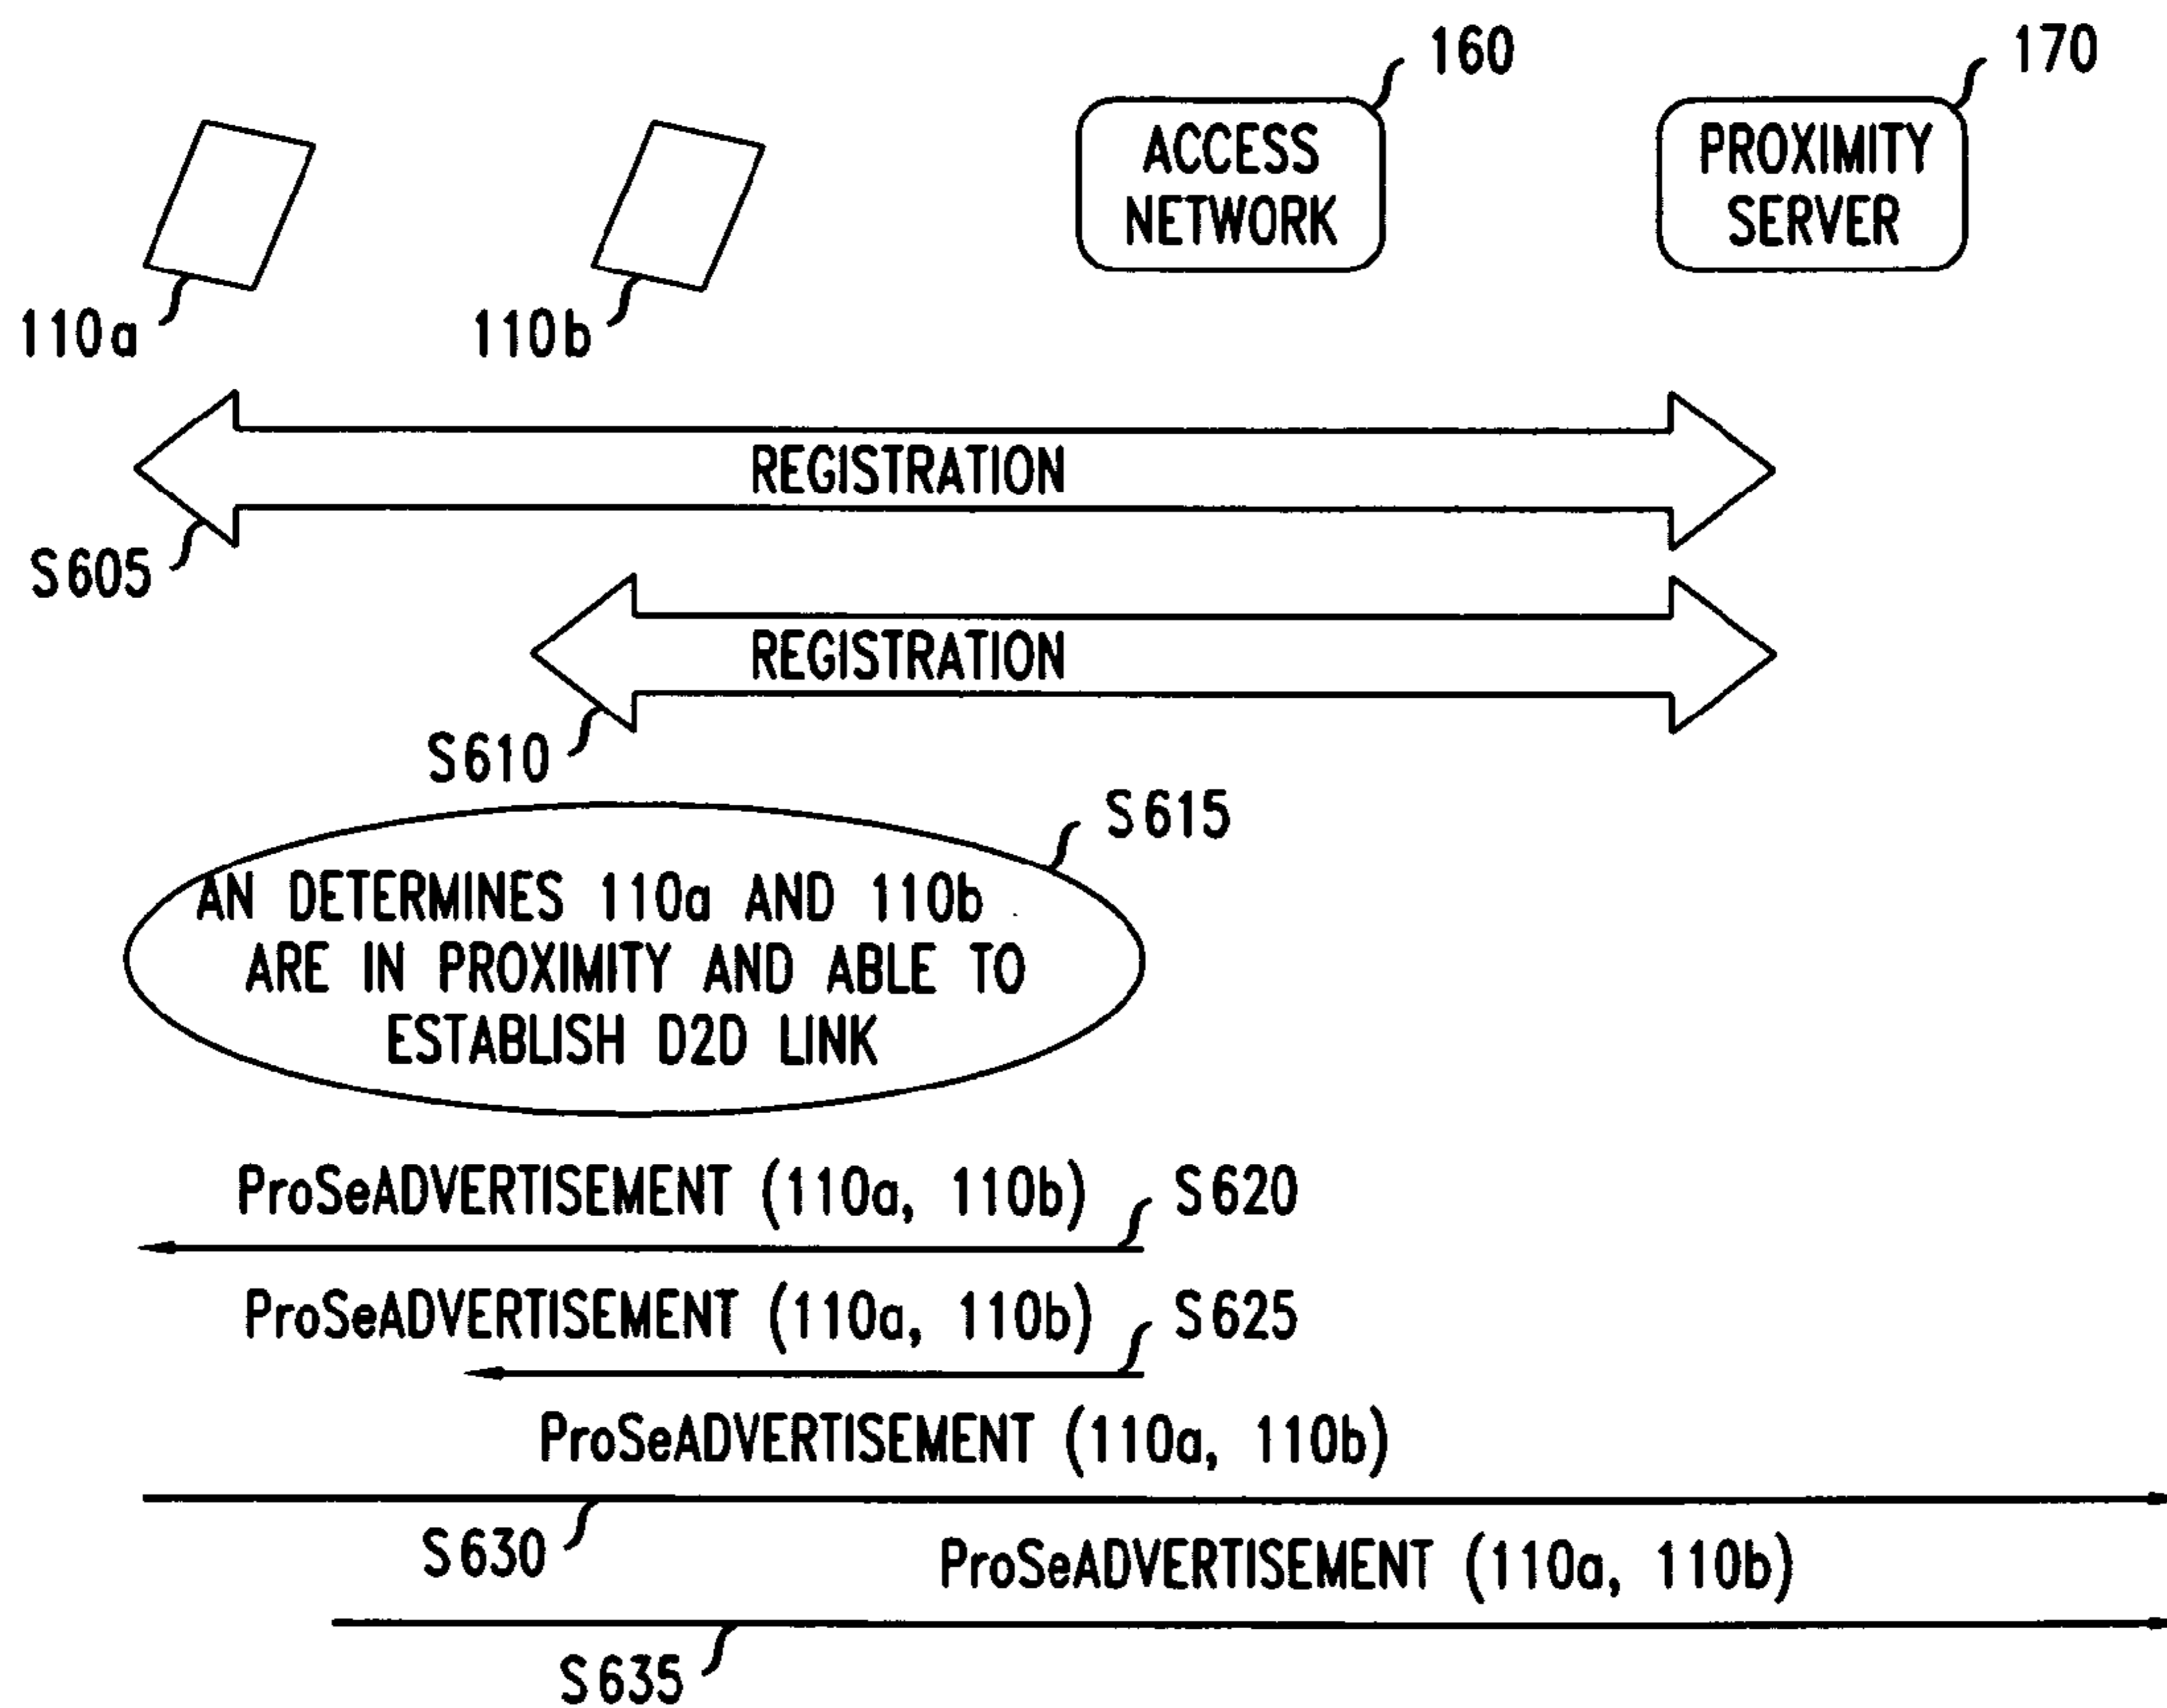 160
170
ACCESS
NETWORK
PROXIMITY
SERVER
110a
110b
REGISTRATION
S605
REGISTRATION
S610
S615
AN DETERMINES 110a AND 110b
ARE IN PROXIMITY AND ABLE TO
ESTABLISH D2D LINK
ProSeADVERTISEMENT (110a, 110b)
S620
ProSeADVERTISEMENT (110a, 110b)
S625
ProSeADVERTISEMENT (110a, 110b)
S630
ProSeADVERTISEMENT (110a, 110b)
S635